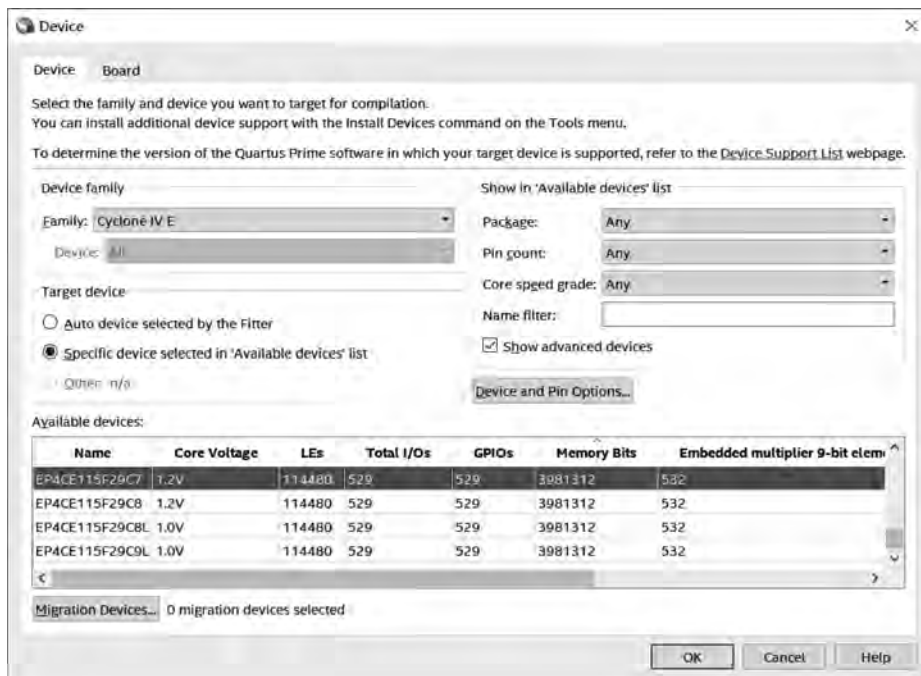 Device
Device Board
Select the family and device you want to target for compilation.
You can install additional device support with the Install Devices command on the Tools menu.
To determine the version of the Quartus Prime software in which your target device is supported, refer to the Device Support List webpage.
Device family
Family: Cyclone IV E
Device: All
Target device
Auto device selected by the Fitter
Specific device selected in 'Available devices' list
Other: n/a
Show in 'Available devices' list
Package: Any
Pin count: Any
Core speed grade: Any
Name filter:
Show advanced devices
Device and Pin Options...
Available devices:
Name Core Voltage LEs Total I/Os GPIOs Memory Bits Embedded multiplier 9-bit elem
EP4CE115F29C7 1.2V 114480 529 529 3981312 532
EP4CE115F29C8 1.2V 114480 529 529 3981312 532
EP4CE115F29C8L 1.0V 114480 529 529 3981312 532
EP4CE115F29C9L 1.0V 114480 529 529 3981312 532
Migration Devices... 0 migration devices selected
OK Cancel Help